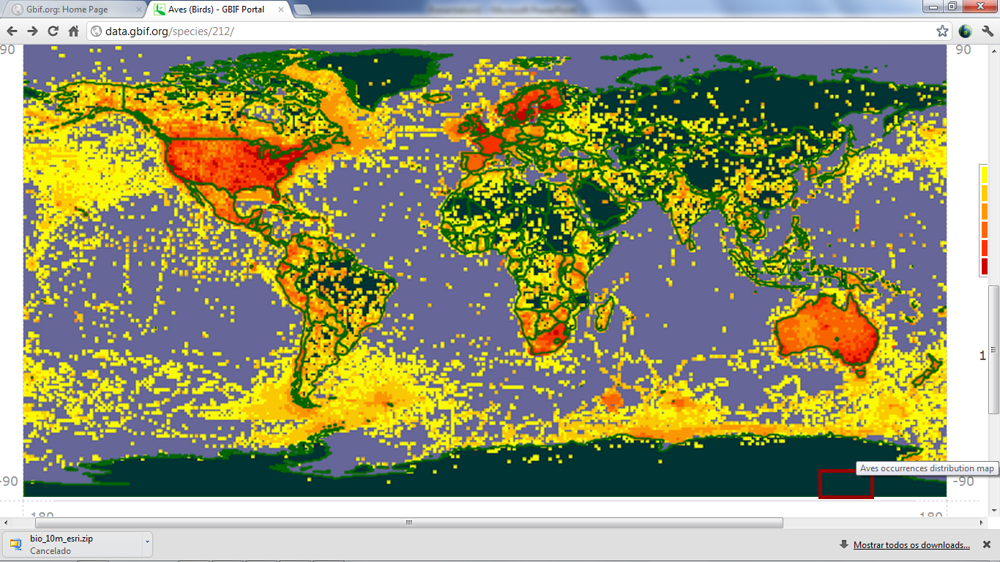 Gbif.org: Home Page
Aves (Birds) - GBIF Portal
data.gbif.org/species/212/
90
90
1
Aves occurrences distribution map
-90
-90
180
180
bio_10m_esri.zip
Cancelado
Mostrar todos os downloads...